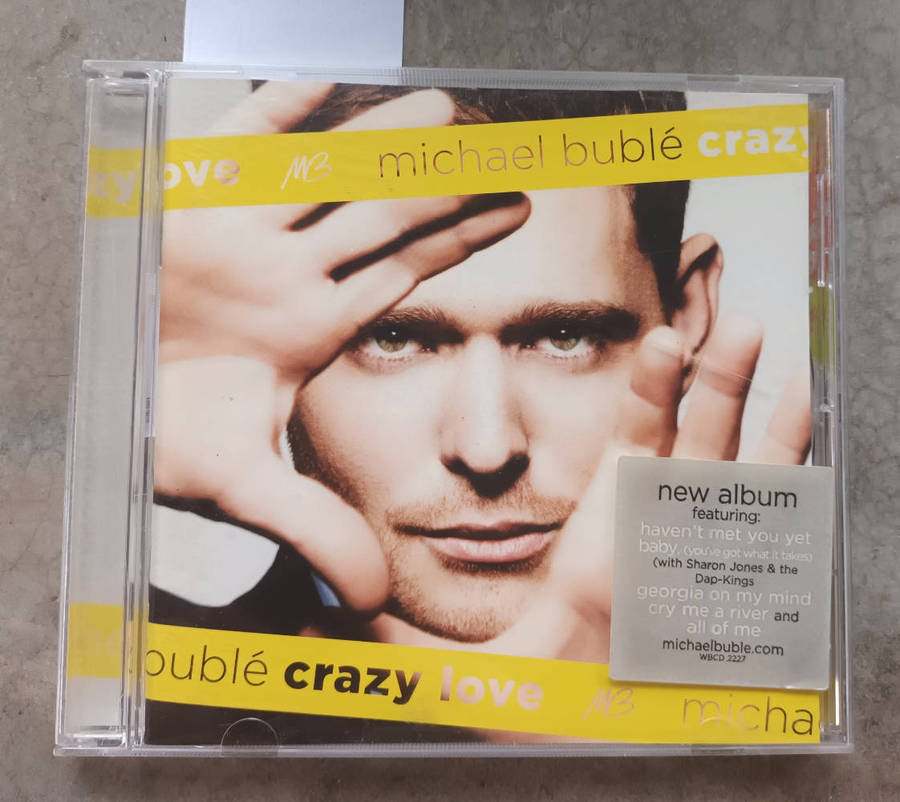 zy love MB michael bublé crazy
new album
featuring:
haven't met you yet
baby, (you've got what it takes)
(with Sharon Jones & the
Dap-Kings
georgia on my mind
cry me a river and
all of me
michaelbuble.com
WBCD 2227
bublé crazy love MB micha